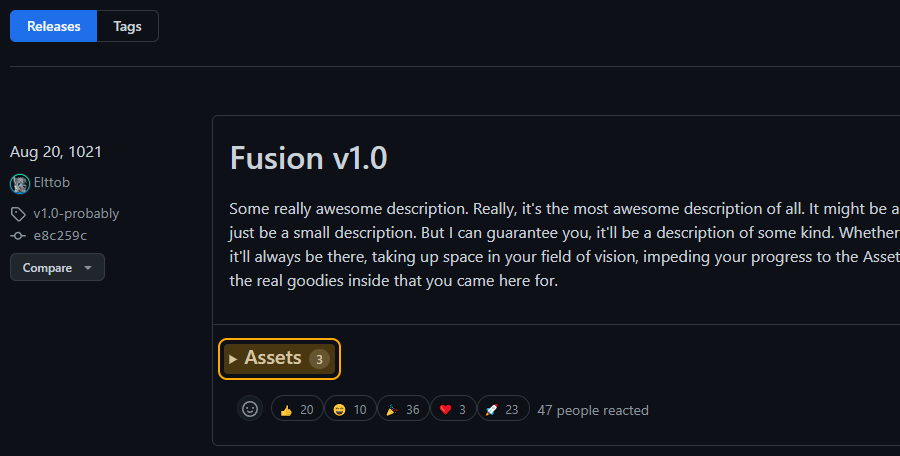 Releases
Tags
Aug 20, 1021
Elttob
v1.0-probably
e8c259c
Compare
Fusion v1.0
Some really awesome description. Really, it's the most awesome description of all. It might be a
just be a small description. But I can guarantee you, it'll be a description of some kind. Whether
it'll always be there, taking up space in your field of vision, impeding your progress to the Asset
the real goodies inside that you came here for.
Assets 3
👍 20 😄 10 🎉 36 ❤️ 3 🚀 23 47 people reacted